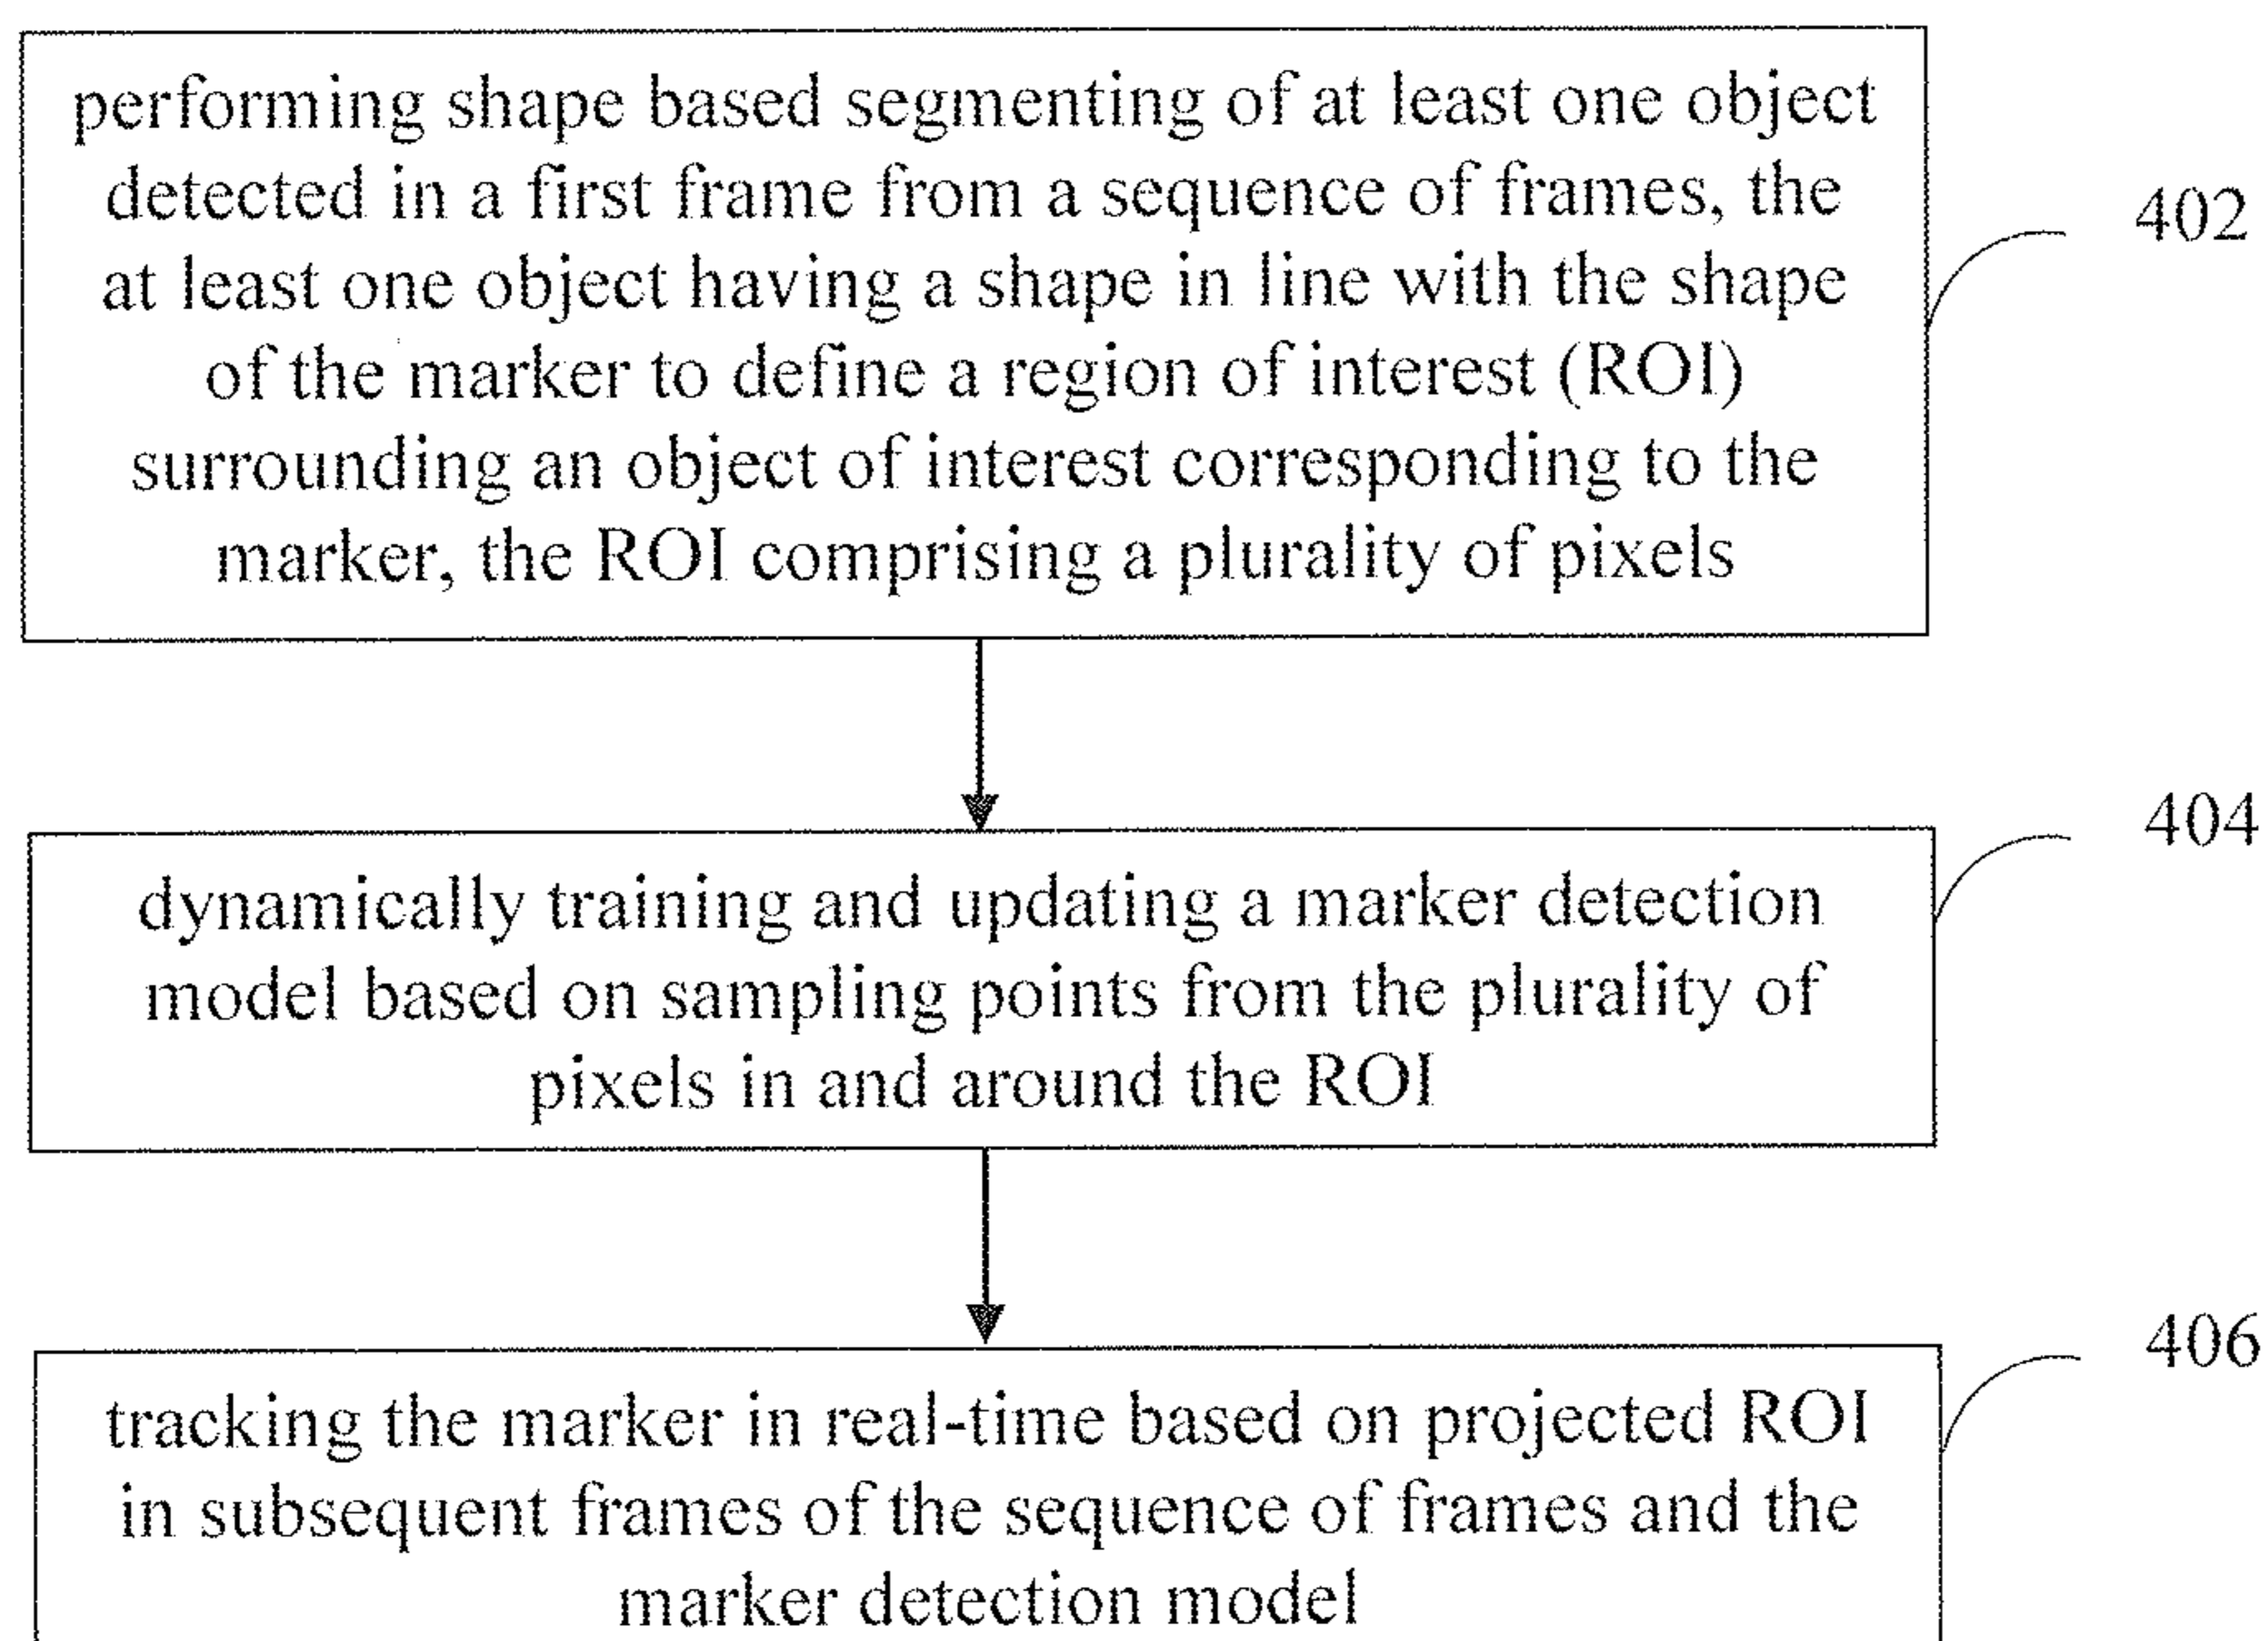 performing shape based segmenting of at least one object
detected in a first frame from a sequence of frames, the
at least one object having a shape in line with the shape
of the marker to define a region of interest (ROI)
surrounding an object of interest corresponding to the
marker, the ROI comprising a plurality of pixels
402
dynamically training and updating a marker detection
model based on sampling points from the plurality of
pixels in and around the ROI
404
tracking the marker in real-time based on projected ROI
in subsequent frames of the sequence of frames and the
marker detection model
406